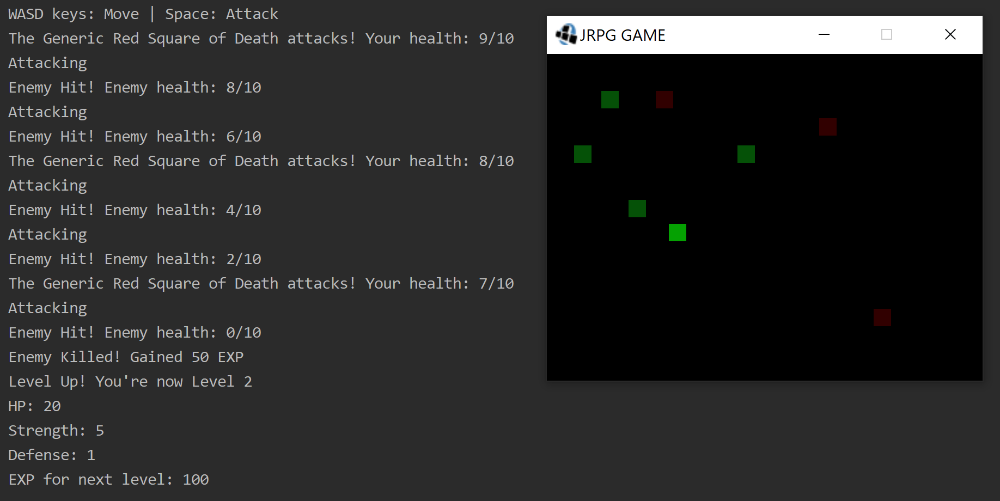 WASD keys: Move | Space: Attack
The Generic Red Square of Death attacks! Your health: 9/10
Attacking
Enemy Hit! Enemy health: 8/10
Attacking
Enemy Hit! Enemy health: 6/10
The Generic Red Square of Death attacks! Your health: 8/10
Attacking
Enemy Hit! Enemy health: 4/10
Attacking
Enemy Hit! Enemy health: 2/10
The Generic Red Square of Death attacks! Your health: 7/10
Attacking
Enemy Hit! Enemy health: 0/10
Enemy Killed! Gained 50 EXP
Level Up! You're now Level 2
HP: 20
Strength: 5
Defense: 1
EXP for next level: 100
JRPG GAME